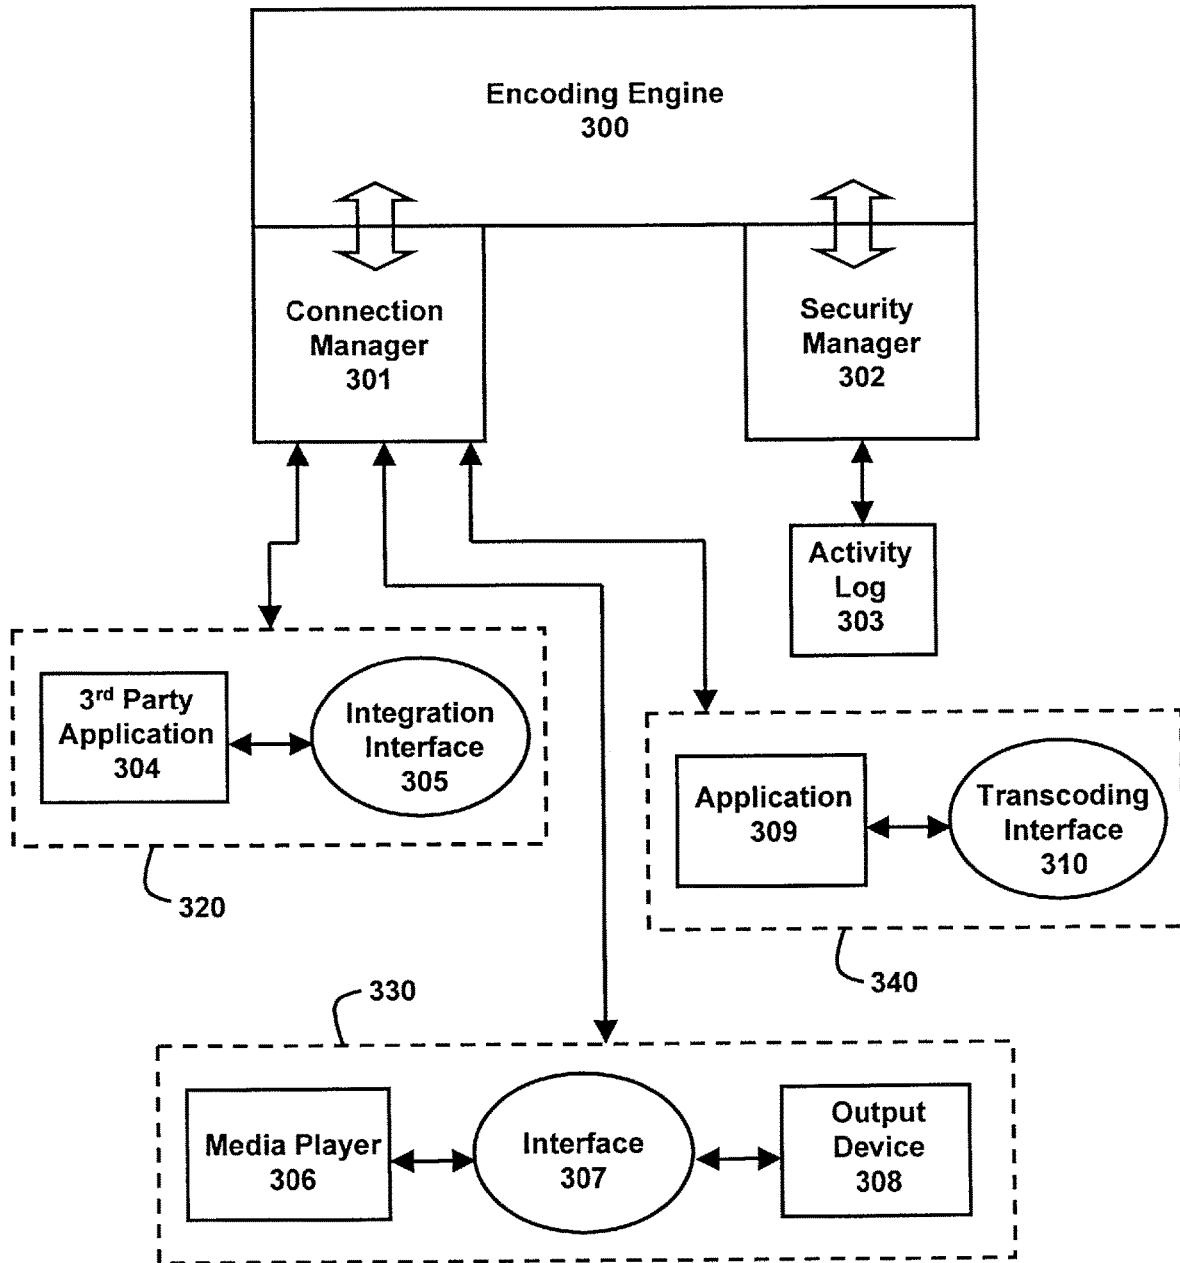 Encoding Engine
300
Connection
Manager
301
Security
Manager
302
Activity
Log
303
3rd Party
Application
304
Integration
Interface
305
320
Application
309
Transcoding
Interface
310
340
330
Media Player
306
Interface
307
Output
Device
308